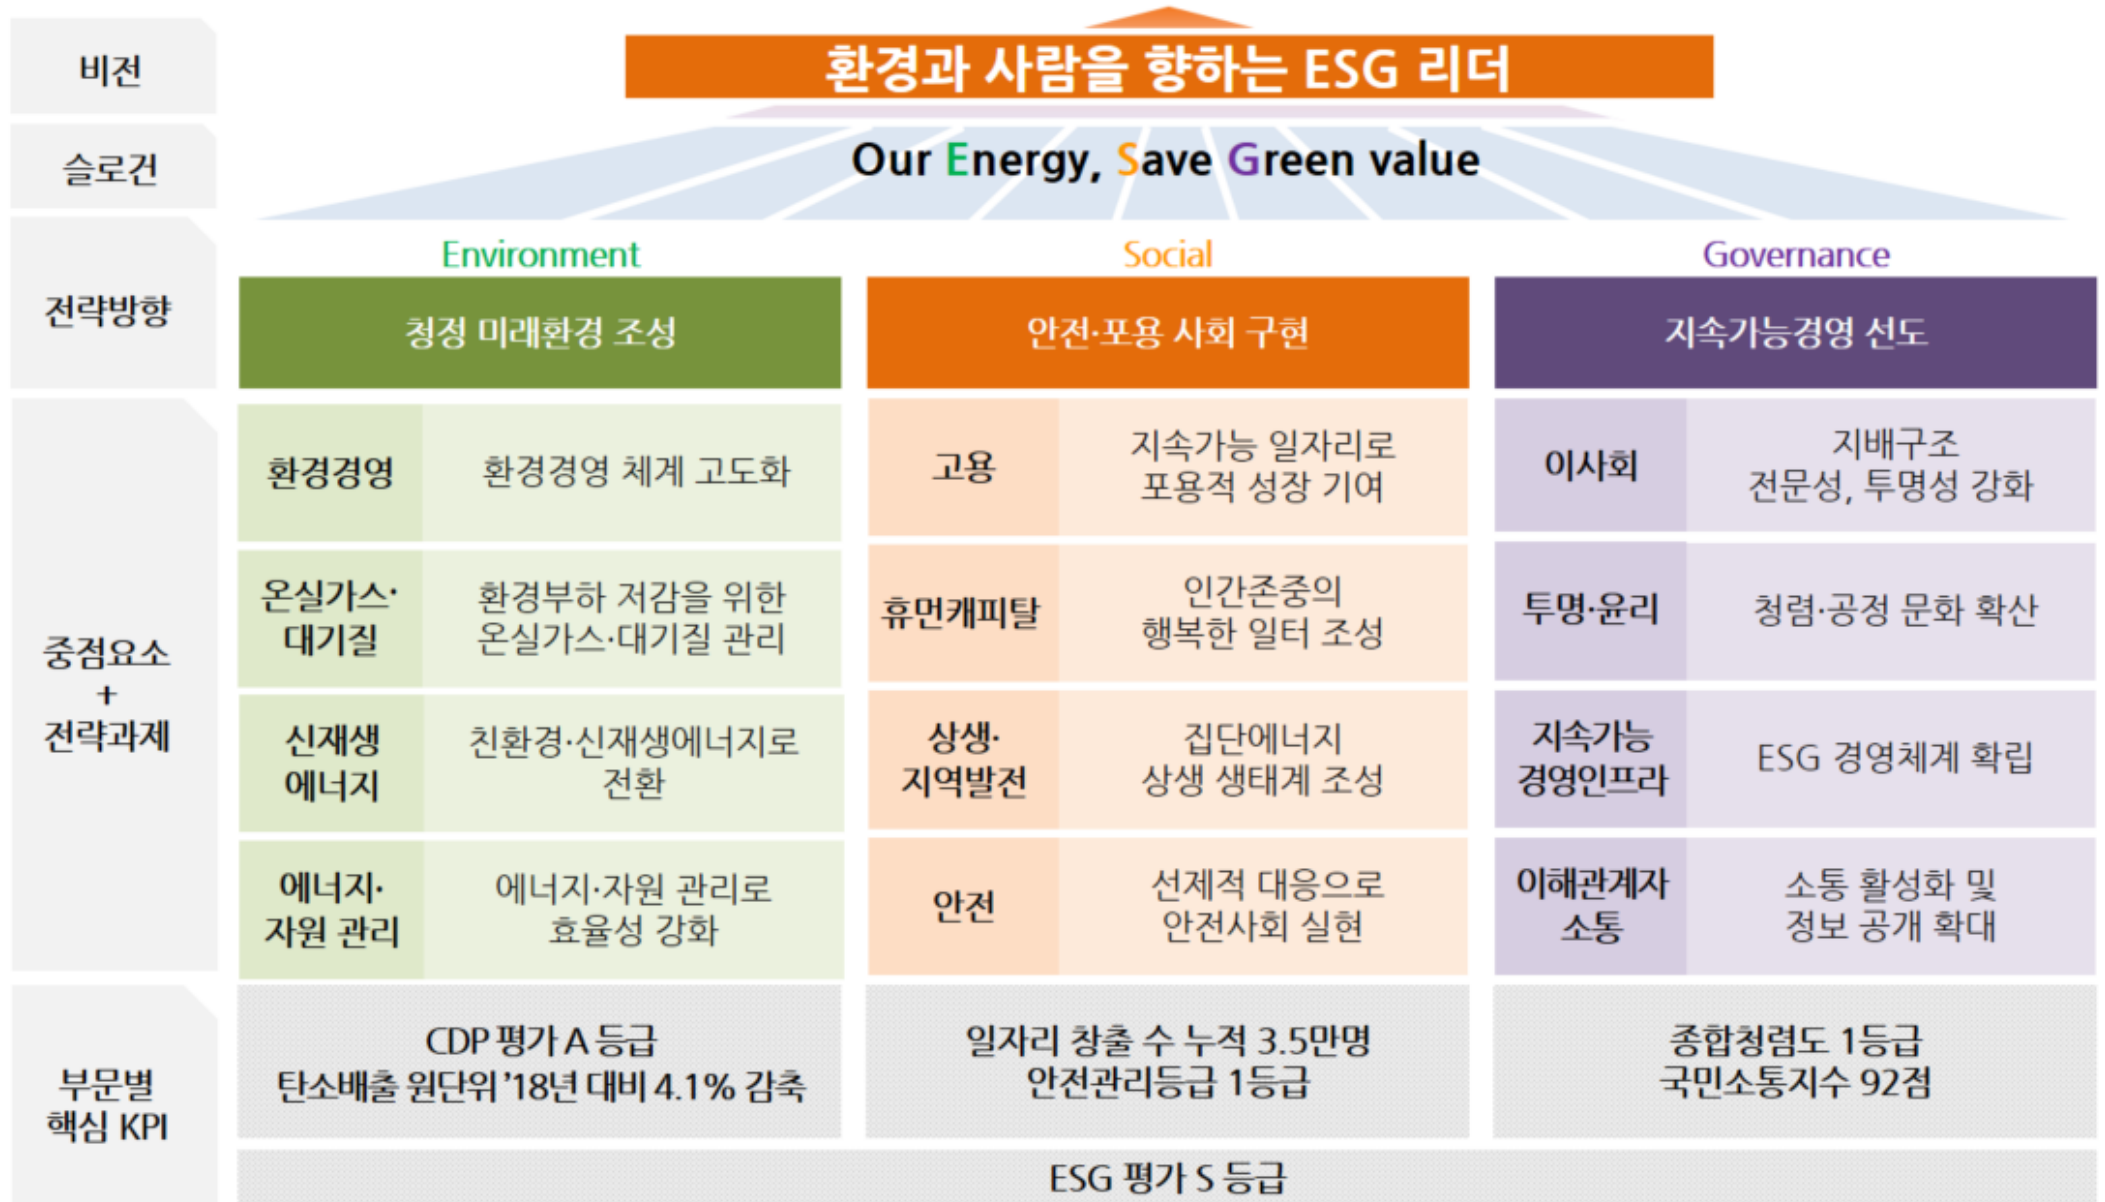 비전
환경과 사람을 향하는 ESG 리더
슬로건
Our Energy, Save Green value
전략방향
Environment
청정 미래환경 조성
Social
안전·포용 사회 구현
Governance
지속가능경영 선도
중점요소
+
전략과제
환경경영
환경경영 체계 고도화
온실가스·
대기질
환경부하 저감을 위한
온실가스·대기질 관리
신재생
에너지
친환경·신재생에너지로
전환
에너지·
자원 관리
에너지·자원 관리로
효율성 강화
고용
지속가능 일자리로
포용적 성장 기여
휴먼캐피탈
인간존중의
행복한 일터 조성
상생·
지역발전
집단에너지
상생 생태계 조성
안전
선제적 대응으로
안전사회 실현
이사회
지배구조
전문성, 투명성 강화
투명·윤리
청렴·공정 문화 확산
지속가능
경영인프라
ESG 경영체계 확립
이해관계자
소통
소통 활성화 및
정보 공개 확대
부문별
핵심 KPI
CDP 평가 A 등급
탄소배출 원단위 ’18년 대비 4.1% 감축
일자리 창출 수 누적 3.5만명
안전관리등급 1등급
종합청렴도 1등급
국민소통지수 92점
ESG 평가 S 등급